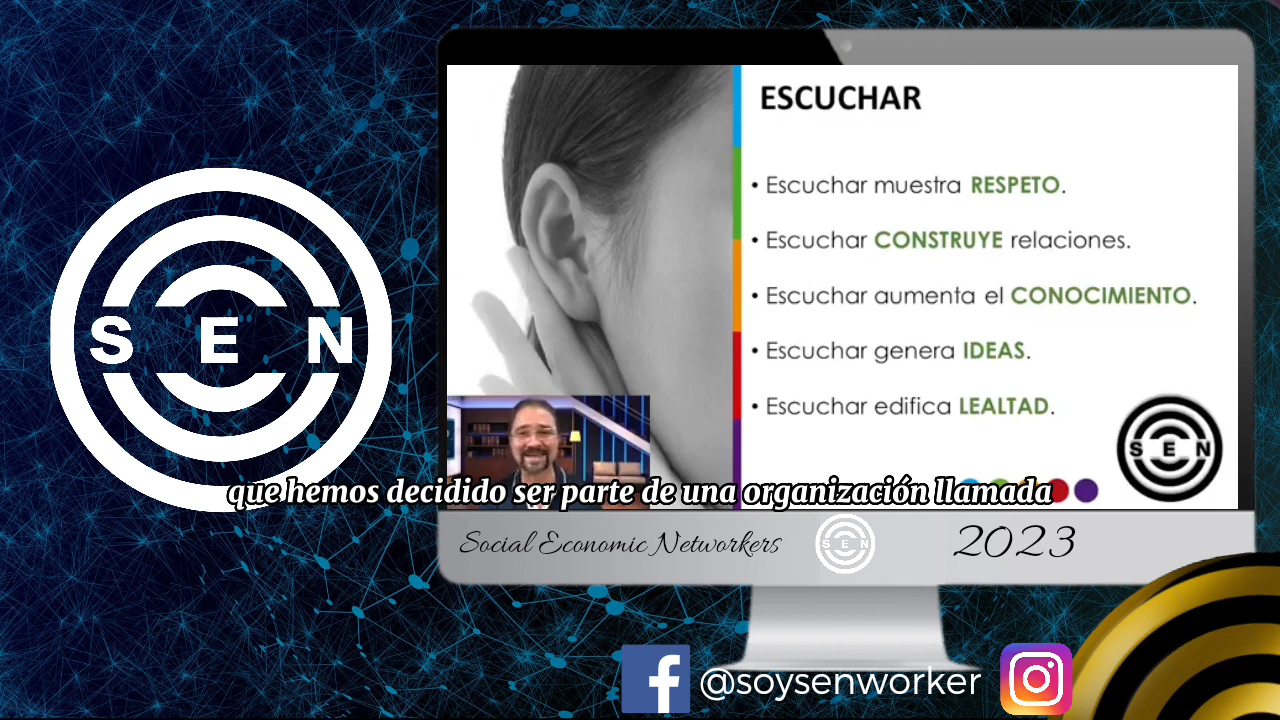 S E N
ESCUCHAR
• Escuchar muestra RESPETO.
• Escuchar CONSTRUYE relaciones.
• Escuchar aumenta el CONOCIMIENTO.
• Escuchar genera IDEAS.
• Escuchar edifica LEALTAD.
S E N
que hemos decidido ser parte de una organización llamada
Social Economic Networkers
S E N
2023
@soysenworker